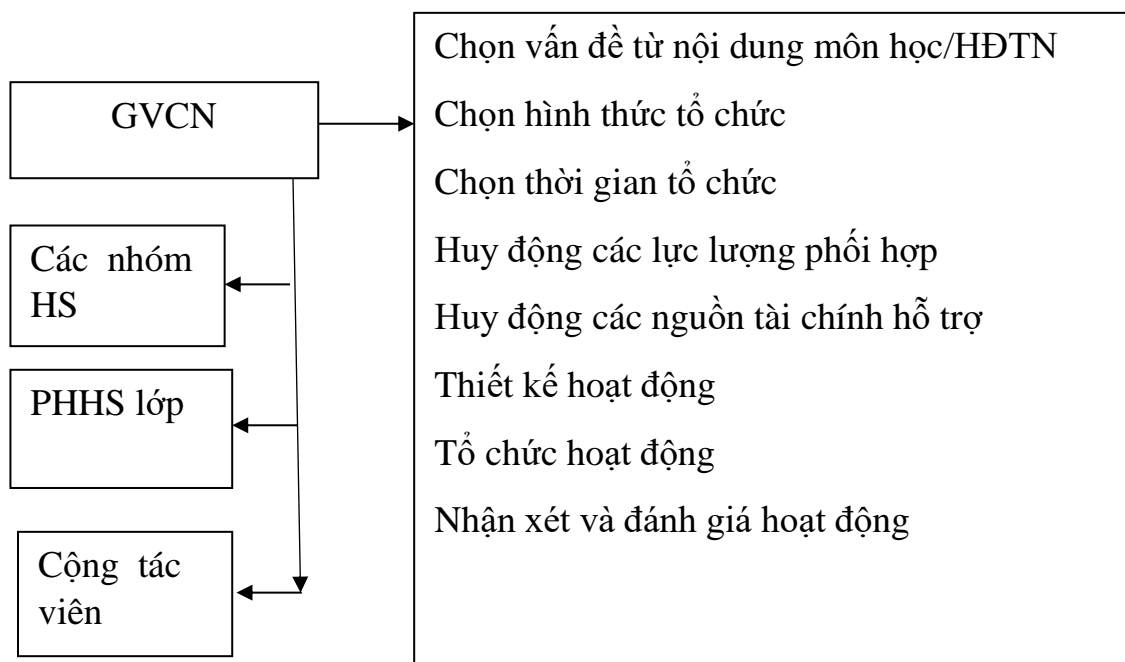 GVCN
Các nhóm
HS
PHHS lớp
Cộng tác
viên
Chọn vấn đề từ nội dung môn học/HĐTN
Chọn hình thức tổ chức
Chọn thời gian tổ chức
Huy động các lực lượng phối hợp
Huy động các nguồn tài chính hỗ trợ
Thiết kế hoạt động
Tổ chức hoạt động
Nhận xét và đánh giá hoạt động